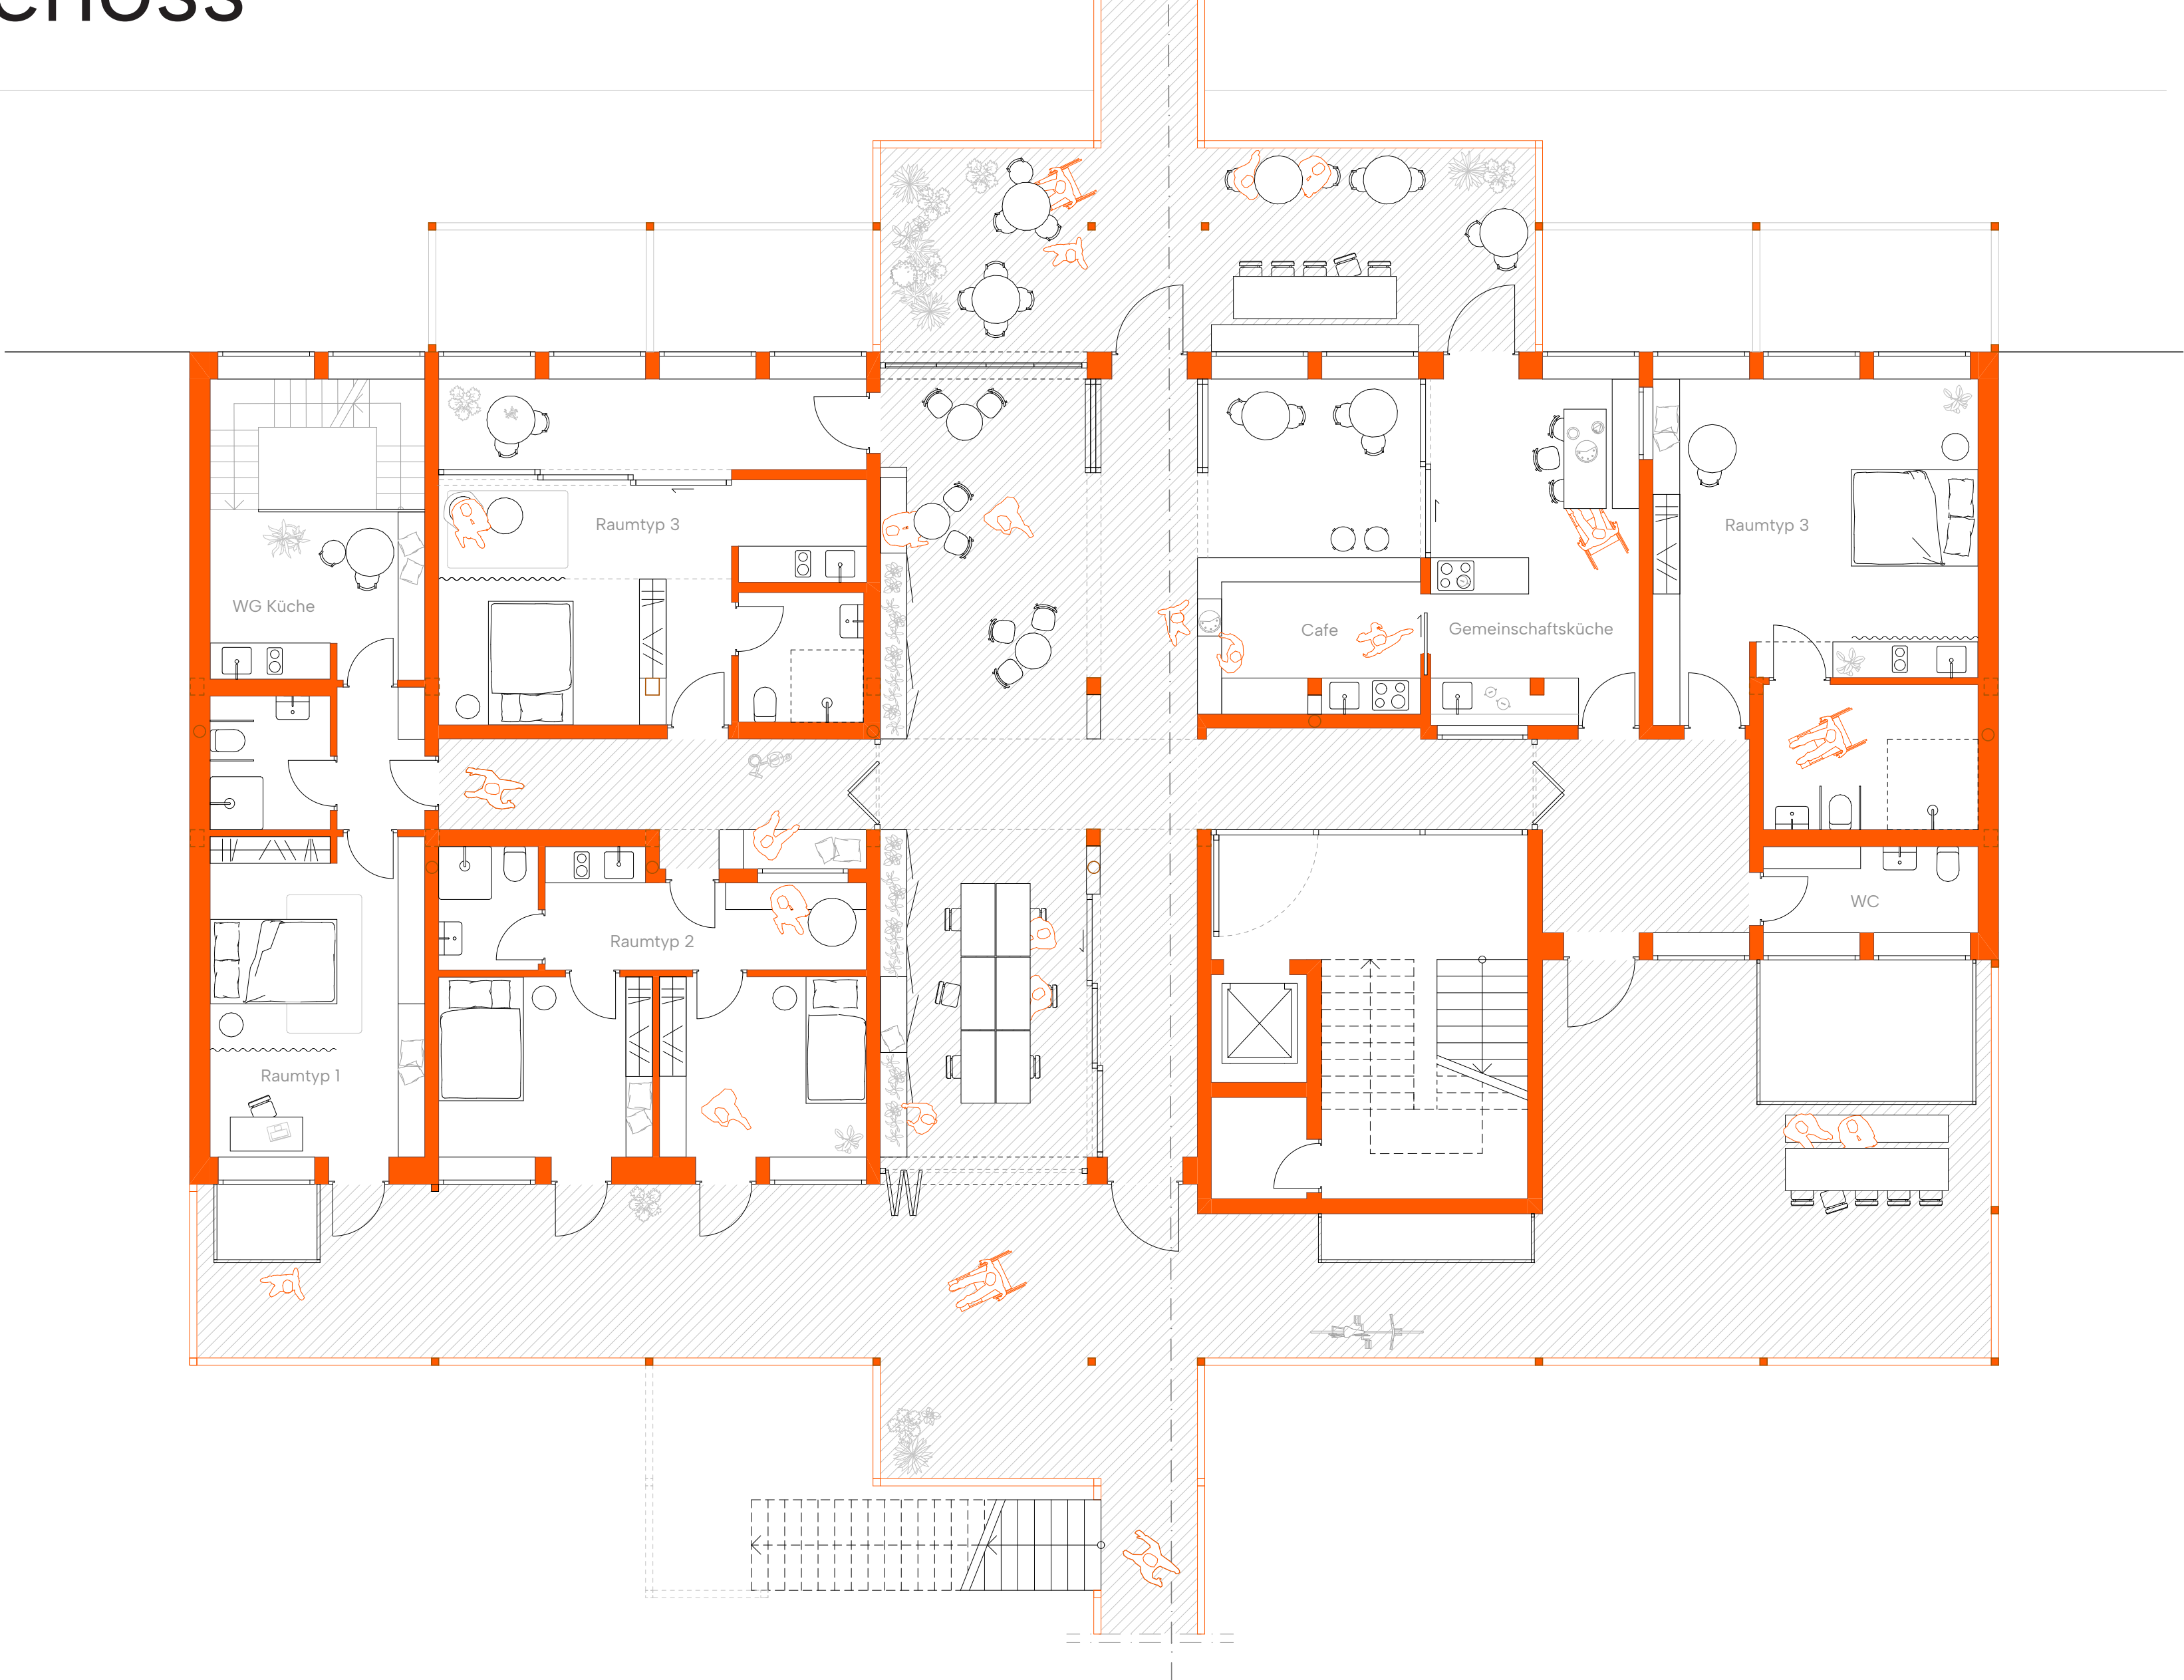 Raumtyp 3
Raumtyp 3
WG Küche
Cafe
Gemeinschaftsküche
WC
Raumtyp 2
Raumtyp 1